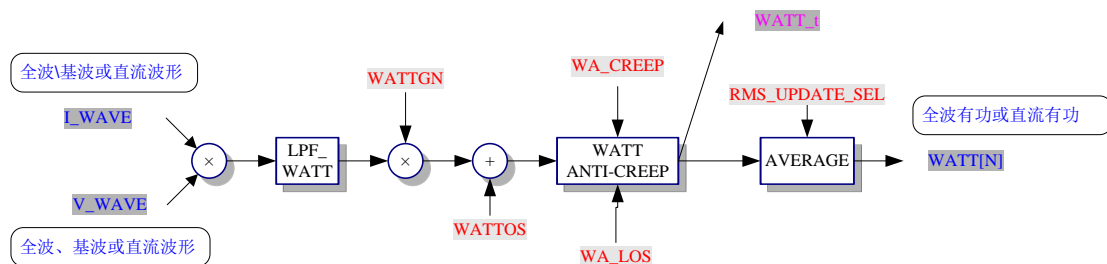 WATT_t
全波\基波或直流波形
WATTGN
WA_CREEP
RMS_UPDATE_SEL
全波有功或直流有功
I_WAVE
×
LPF_
WATT
×
+
WATT
ANTI-CREEP
AVERAGE
WATT[N]
V_WAVE
WATTOS
WA_LOS
全波、基波或直流波形